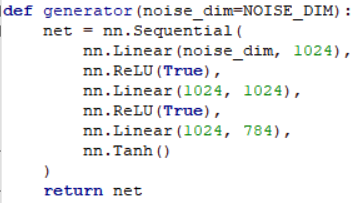 def generator(noise_dim=NOISE_DIM):
    net = nn.Sequential(
        nn.Linear(noise_dim, 1024),
        nn.ReLU(True),
        nn.Linear(1024, 1024),
        nn.ReLU(True),
        nn.Linear(1024, 784),
        nn.Tanh()
    )
    return net